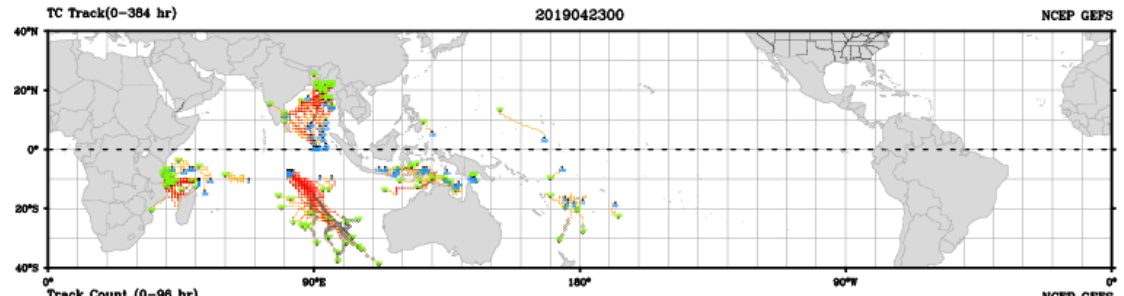 TC Track(0-384 hr) 2019042300 NCEP GEFS
40°N
20°N
0°
20°S
40°S
0° 90°E 180° 90°W 0°
Track Count (0-96 hr) NCEP GEFS